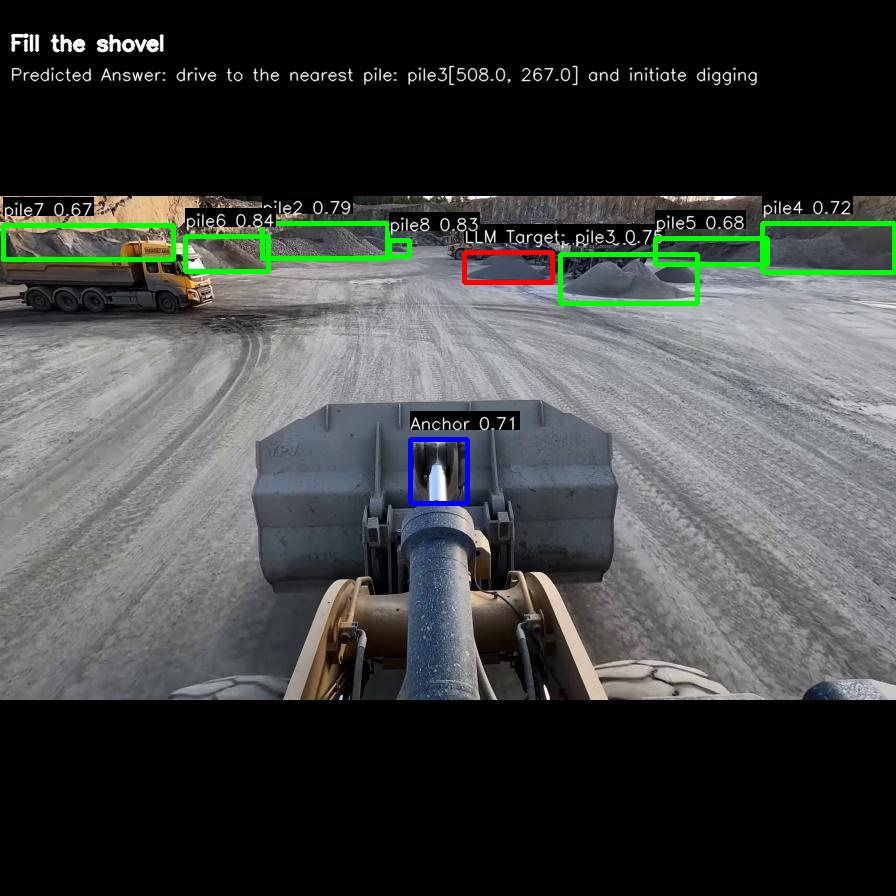 Fill the shovel
Predicted Answer: drive to the nearest pile: pile3[508.0, 267.0] and initiate digging
pile7 0.67
pile6 0.84
pile2 0.79
pile8 0.83
LLM Target: pile3 0.75
pile5 0.68
pile4 0.72
Anchor 0.71